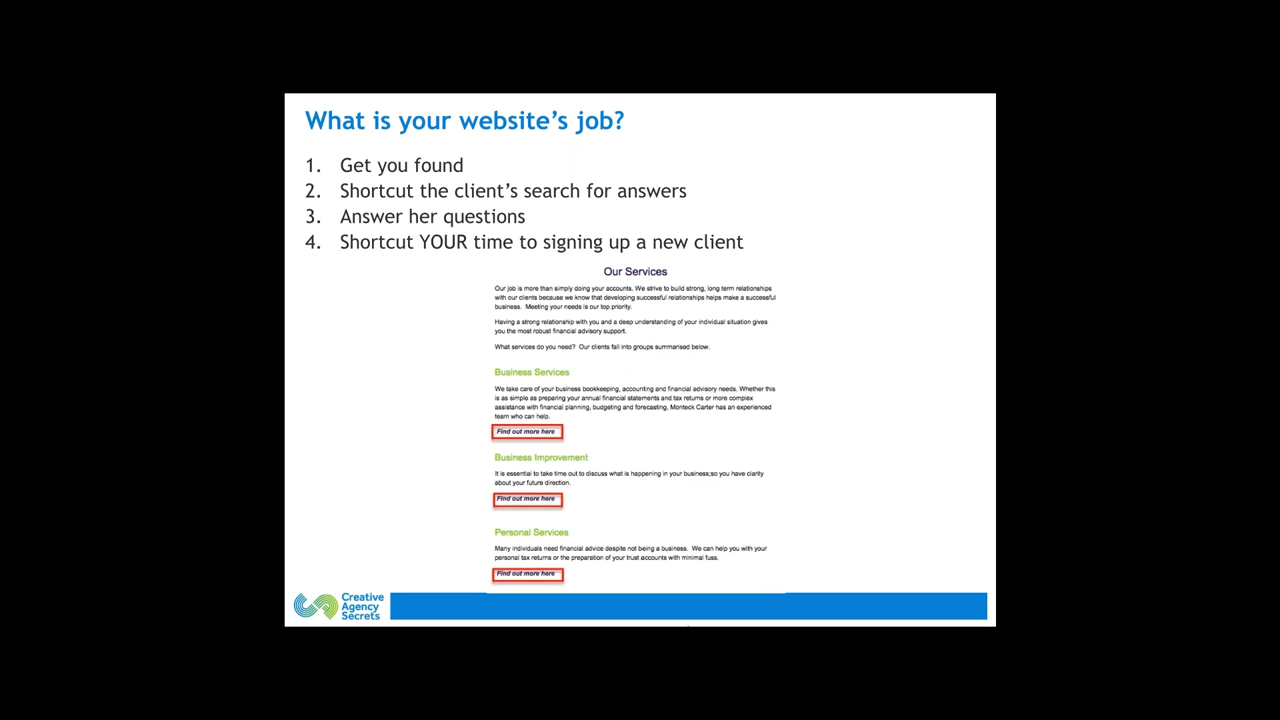 What is your website's job?
1. Get you found
2. Shortcut the client's search for answers
3. Answer her questions
4. Shortcut YOUR time to signing up a new client
Our Services
Our job is more than simply doing your accounts. We strive to build strong, long term relationships
with our clients because we know that developing successful relationships helps make a successful
business. Meeting your needs is our top priority.
Having a strong relationship with you and a deep understanding of your individual situation gives
you the most robust financial advisory support.
What services do you need? Our clients fall into groups summarised below.
Business Services
We take care of your business bookkeeping, accounting and financial advisory needs. Whether this
is as simple as preparing your annual financial statements and tax returns or more complex
assistance with financial planning, budgeting and forecasting, Monteck Carter has an experienced
team who can help.
Find out more here
Business Improvement
It is essential to take time out to discuss what is happening in your business;so you have clarity
about your future direction.
Find out more here
Personal Services
Many individuals need financial advice despite not being a business. We can help you with your
personal tax returns or the preparation of your trust accounts with minimal fuss.
Find out more here
Creative
Agency
Secrets